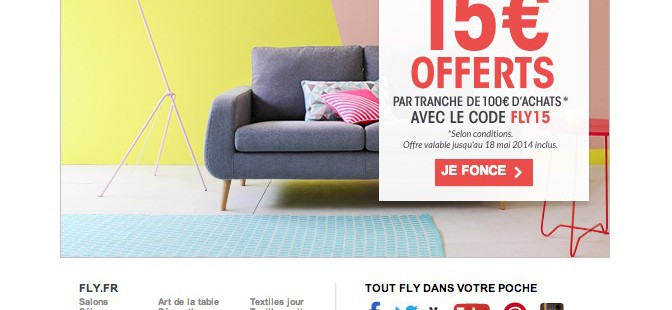 15€
OFFERTS
PAR TRANCHE DE 100€ D'ACHATS*
AVEC LE CODE FLY15
*Selon conditions.
Offre valable jusqu'au 18 mai 2014 inclus.
JE FONCE >
FLY.FR
Salons
Art de la table
Textiles jour
TOUT FLY DANS VOTRE POCHE